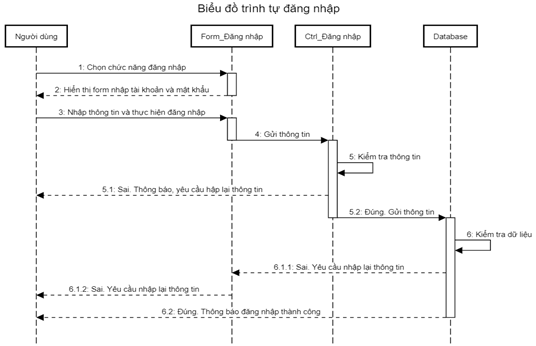 Biểu đồ trình tự đăng nhập
Người dùng
Form_Đăng nhập
Ctrl_Đăng nhập
Database
1: Chọn chức năng đăng nhập
2: Hiển thị form nhập tài khoản và mật khẩu
3: Nhập thông tin và thực hiện đăng nhập
4: Gửi thông tin
5: Kiểm tra thông tin
5.1: Sai. Thông báo, yêu cầu hập lại thông tin
5.2: Đúng. Gửi thông tin
6: Kiểm tra dữ liệu
6.1.1: Sai. Yêu cầu nhập lại thông tin
6.1.2: Sai. Yêu cầu nhập lại thông tin
6.2: Đúng. Thông báo đăng nhập thành công